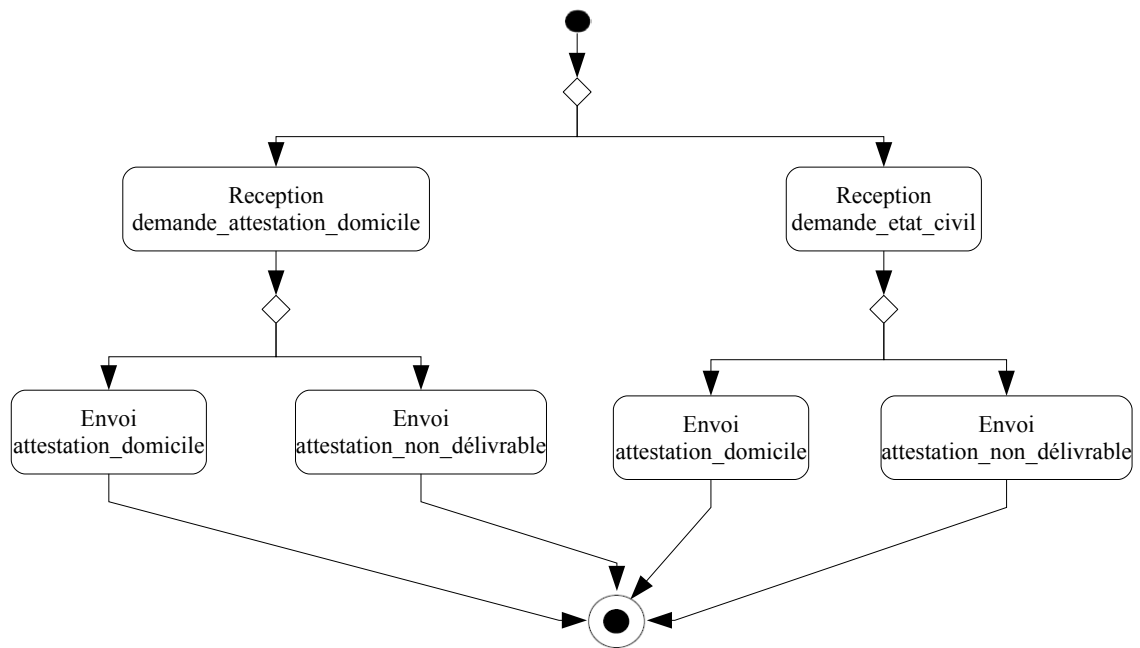 Reception
demande_attestation_domicile
Reception
demande_etat_civil
Envoi
attestation_domicile
Envoi
attestation_non_délivrable
Envoi
attestation_domicile
Envoi
attestation_non_délivrable